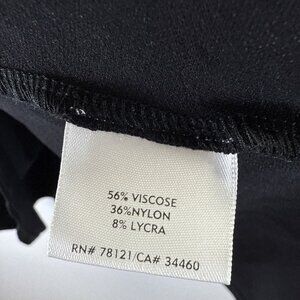 56% VISCOSE
36%NYLON
8% LYCRA
RN# 78121/CA# 34460